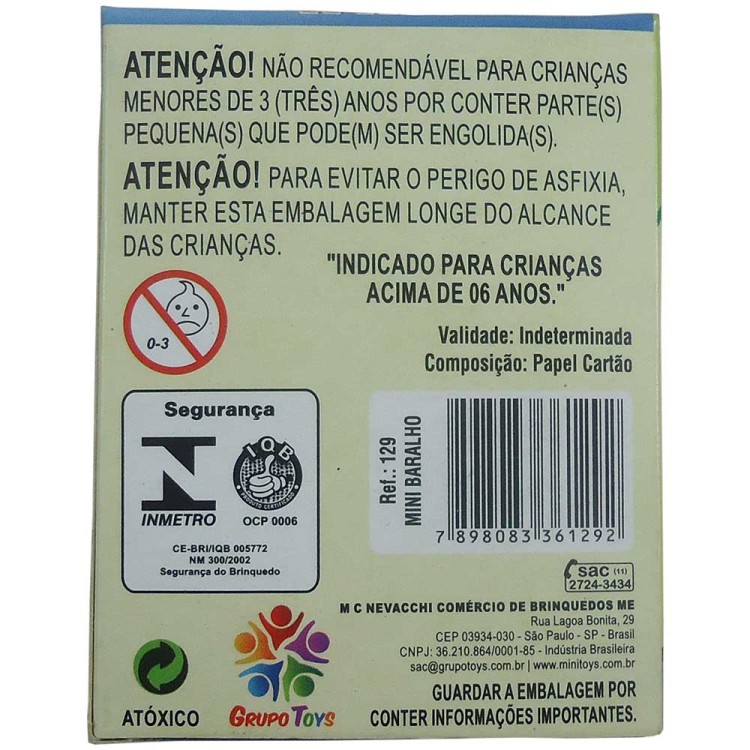 ATENÇÃO! NÃO RECOMENDÁVEL PARA CRIANÇAS
MENORES DE 3 (TRÊS) ANOS POR CONTER PARTE(S)
PEQUENA(S) QUE PODE(M) SER ENGOLIDA(S).
ATENÇÃO! PARA EVITAR O PERIGO DE ASFIXIA,
MANTER ESTA EMBALAGEM LONGE DO ALCANCE
DAS CRIANÇAS.
"INDICADO PARA CRIANÇAS
ACIMA DE 06 ANOS."
0-3
Validade: Indeterminada
Composição: Papel Cartão
Segurança
INMETRO
IQB
PRODUTO CERTIFICADO
OCP 0006
CE-BRI/IQB 005772
NM 300/2002
Segurança do Brinquedo
Ref.: 129
MINI BARALHO
7 898083 361292
sac (11)
2724-3434
M C NEVACCHI COMÉRCIO DE BRINQUEDOS ME
Rua Lagoa Bonita, 29
CEP 03934-030 - São Paulo - SP - Brasil
CNPJ: 36.210.864/0001-85 - Indústria Brasileira
sac@grupotoys.com.br | www.minitoys.com.br
ATÓXICO
GRUPO TOYS
GUARDAR A EMBALAGEM POR
CONTER INFORMAÇÕES IMPORTANTES.